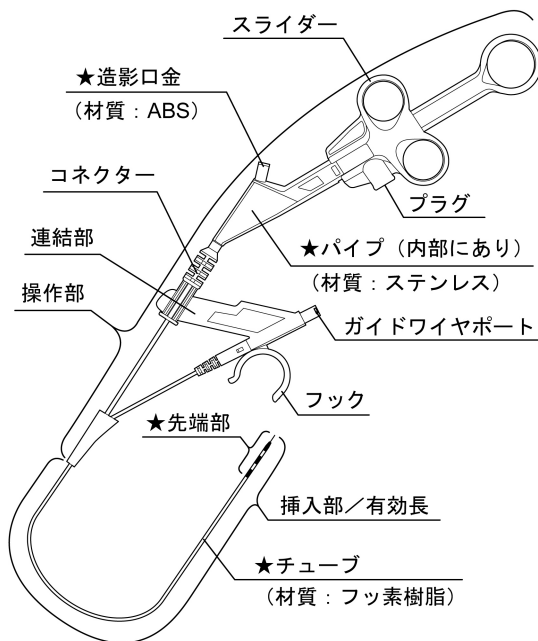 スライダー
★造影口金
（材質：ABS）
コネクター
プラグ
連結部
★パイプ（内部にあり）
（材質：ステンレス）
操作部
ガイドワイヤポート
フック
★先端部
挿入部／有効長
★チューブ
（材質：フッ素樹脂）